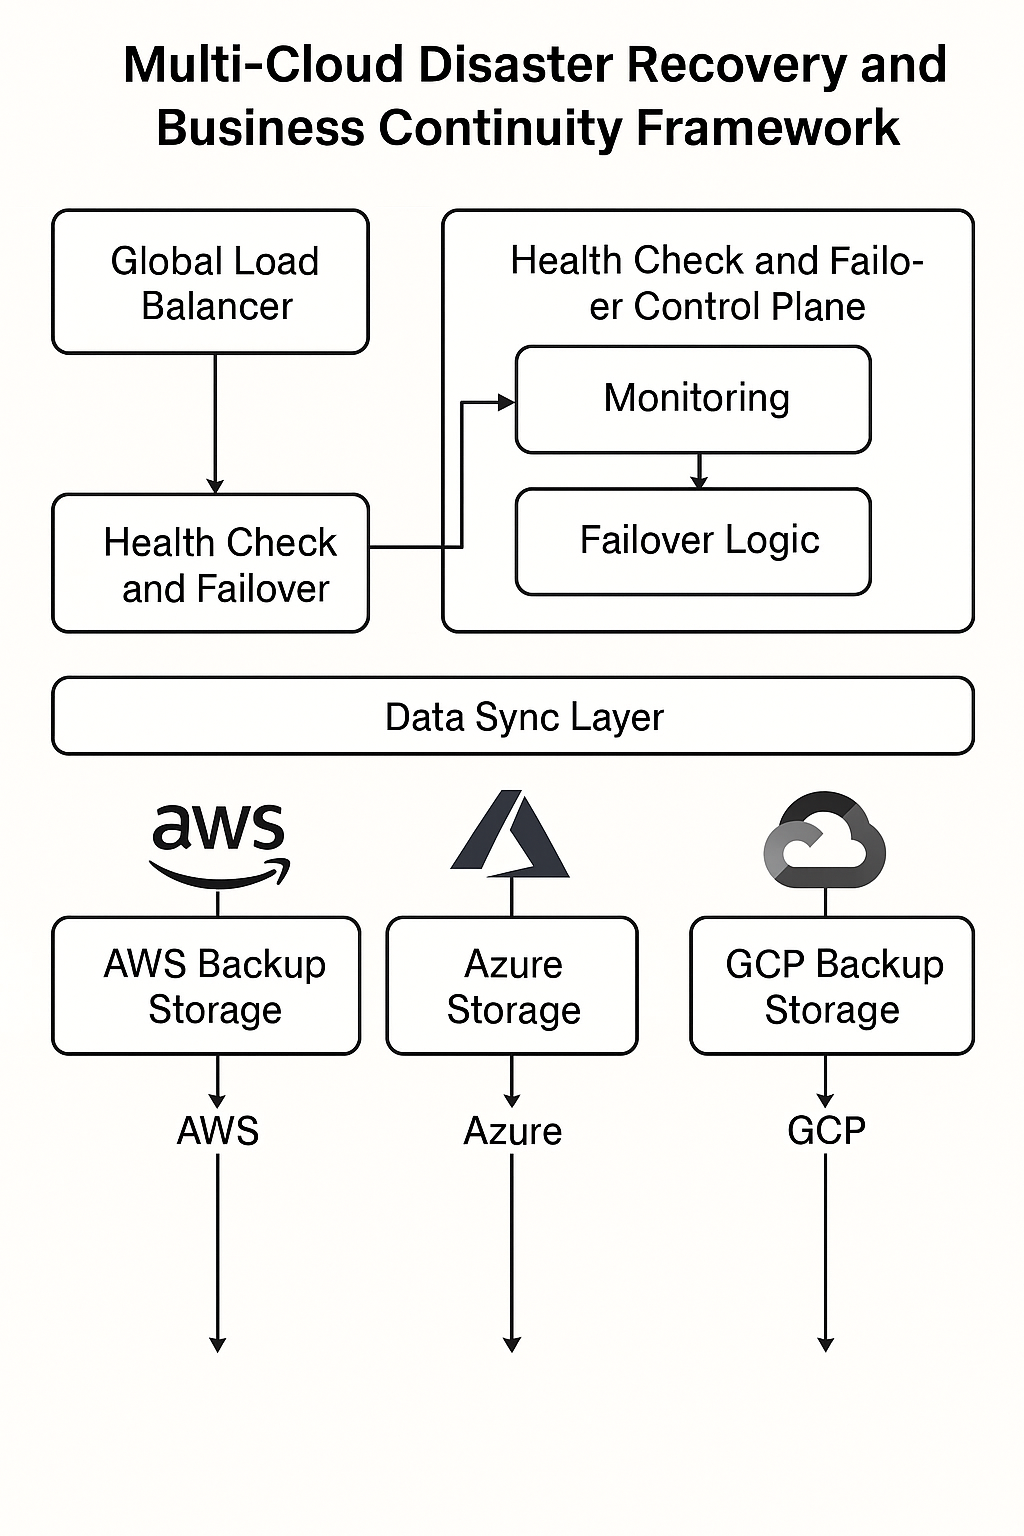 Multi-Cloud Disaster Recovery and
Business Continuity Framework
Global Load
Balancer
Health Check
and Failover
Health Check and Failo-
er Control Plane
Monitoring
Failover Logic
Data Sync Layer
aws
AWS Backup
Storage
Azure
Storage
GCP Backup
Storage
AWS
Azure
GCP